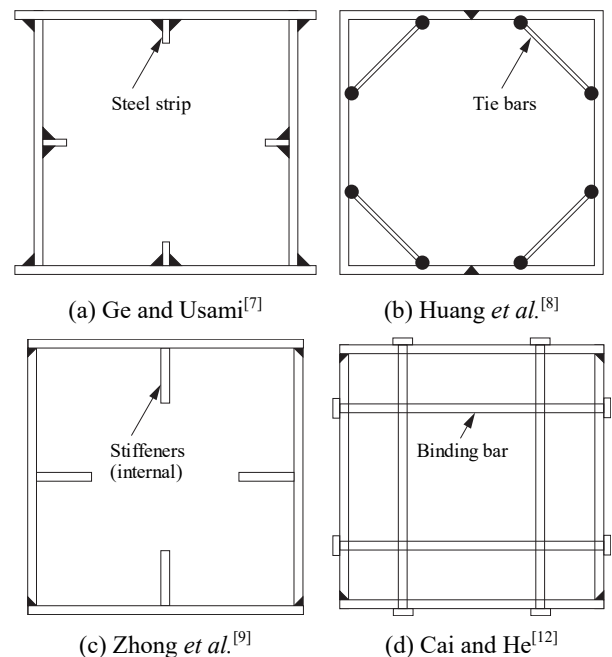 Steel strip
Tie bars
(a) Ge and Usami[7]
(b) Huang et al.[8]
Stiffeners
(internal)
Binding bar
(c) Zhong et al.[9]
(d) Cai and He[12]